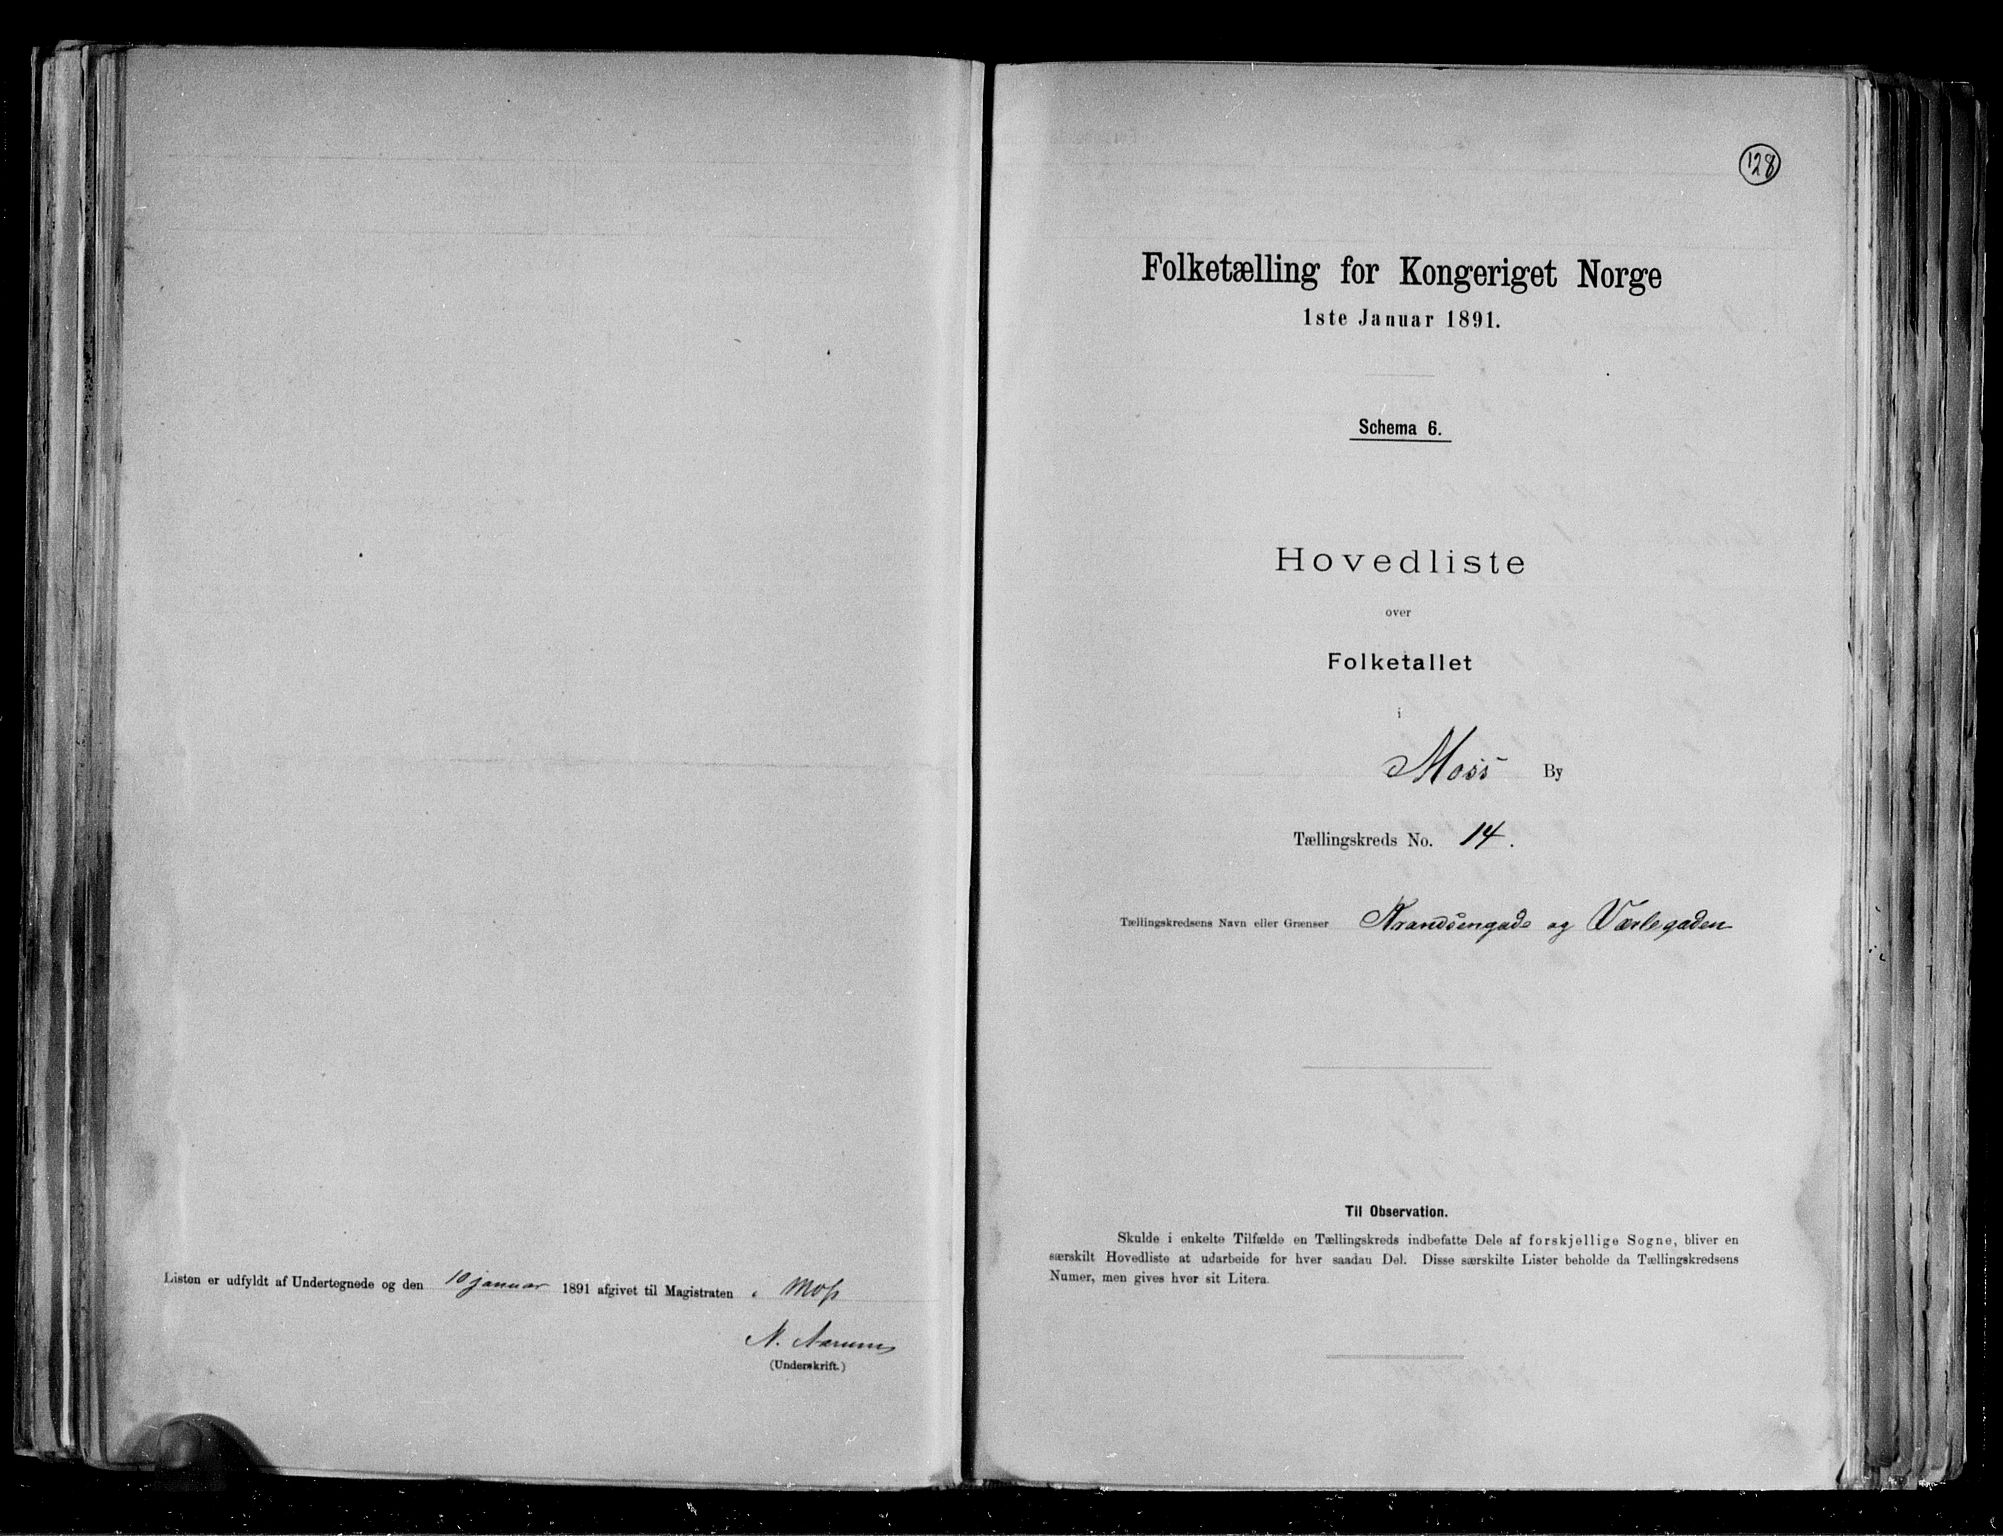 Listen er udfyldt af Undertegnede og den 10 januar 1891 afgivet til Magistraten i Moss
N. Aarum
(Underskrift.)
128
Folketælling for Kongeriget Norge
1ste Januar 1891.
Schema 6.
Hovedliste
over
Folketallet
i
Moss By
Tællingskreds No. 14.
Tællingskredsens Navn eller Grænser og Værlegaden
Til Observation.
Skulde i enkelte Tilfælde en Tællingskreds indbefatte Dele af forskjellige Sogne, bliver en
særskilt Hovedliste at udarbeide for hver saadan Del. Disse særskilte Lister beholde da Tællingskredsens
Numer, men gives hver sit Litera.